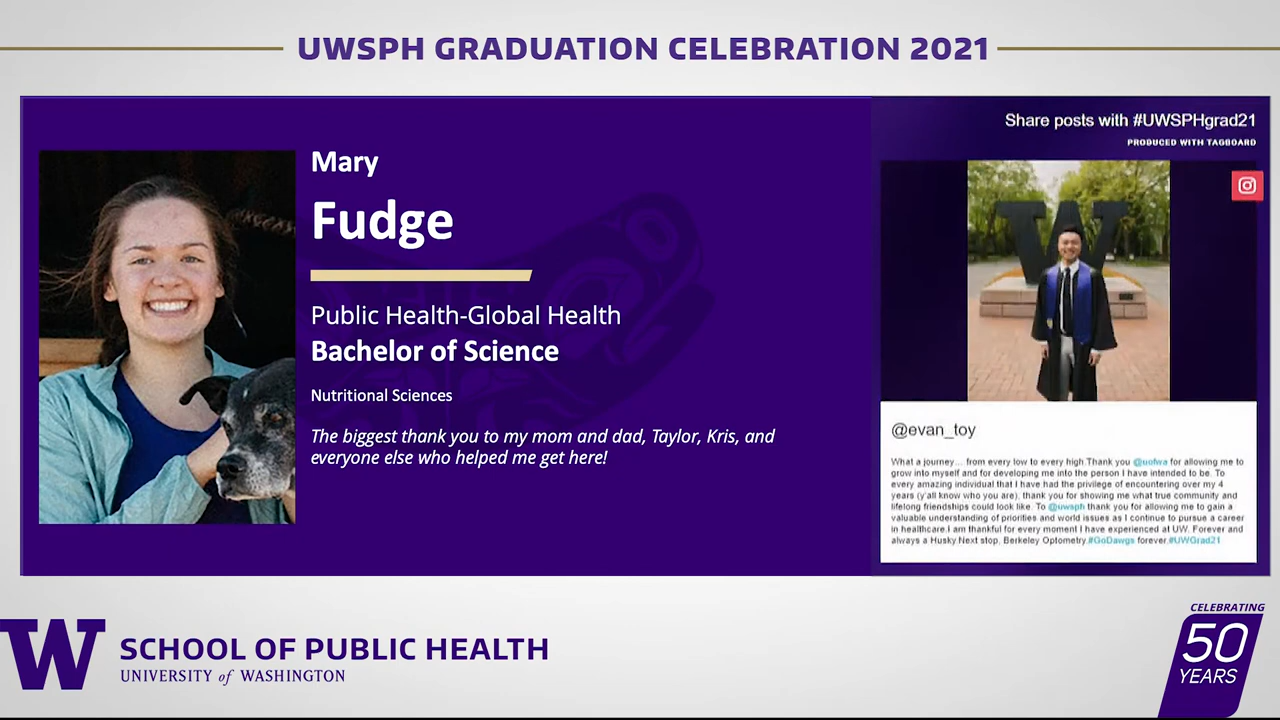 UWSPH GRADUATION CELEBRATION 2021
Mary
Fudge
Public Health-Global Health
Bachelor of Science
Nutritional Sciences
The biggest thank you to my mom and dad, Taylor, Kris, and
everyone else who helped me get here!
Share posts with #UWSPHgrad21
PRODUCED WITH TAGBOARD
W
@evan_toy
What a journey... from every low to every high.Thank you @uofwa for allowing me to
grow into myself and for developing me into the person I have intended to be. To
every amazing individual that I have had the privilege of encountering over my 4
years (y'all know who you are), thank you for showing me what true community and
lifelong friendships could look like. To @uwsph thank you for allowing me to gain a
valuable understanding of priorities and world issues as I continue to pursue a career
in healthcare.I am thankful for every moment I have experienced at UW. Forever and
always a Husky.Next stop, Berkeley Optometry.#GoDawgs forever.#UWGrad21
W
SCHOOL OF PUBLIC HEALTH
UNIVERSITY of WASHINGTON
CELEBRATING
50
YEARS